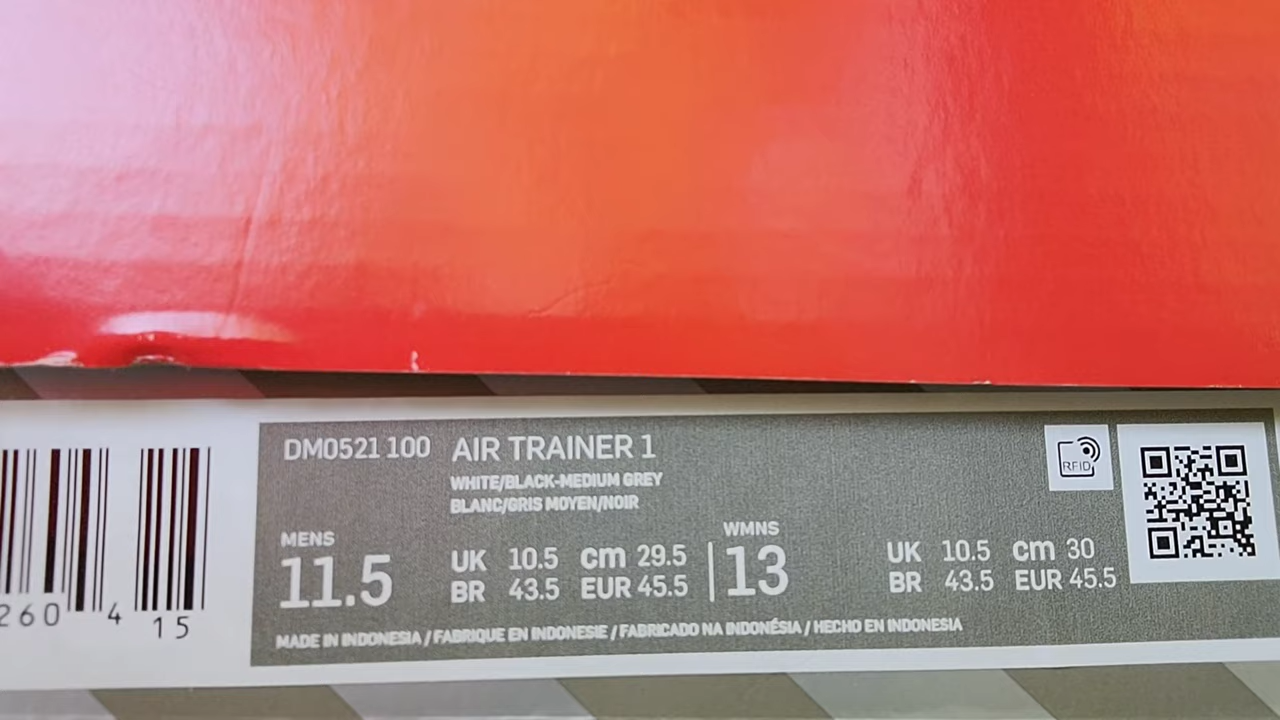 DM0521 100 AIR TRAINER 1
WHITE/BLACK-MEDIUM GREY
BLANC/GRIS MOYEN/NOIR
RFID
MENS
11.5
UK 10.5 cm 29.5
BR 43.5 EUR 45.5
WMNS
13
UK 10.5 cm 30
BR 43.5 EUR 45.5
MADE IN INDONESIA / FABRIQUE EN INDONESIE / FABRICADO NA INDONÉSIA / HECHO EN INDONESIA
260 4
15